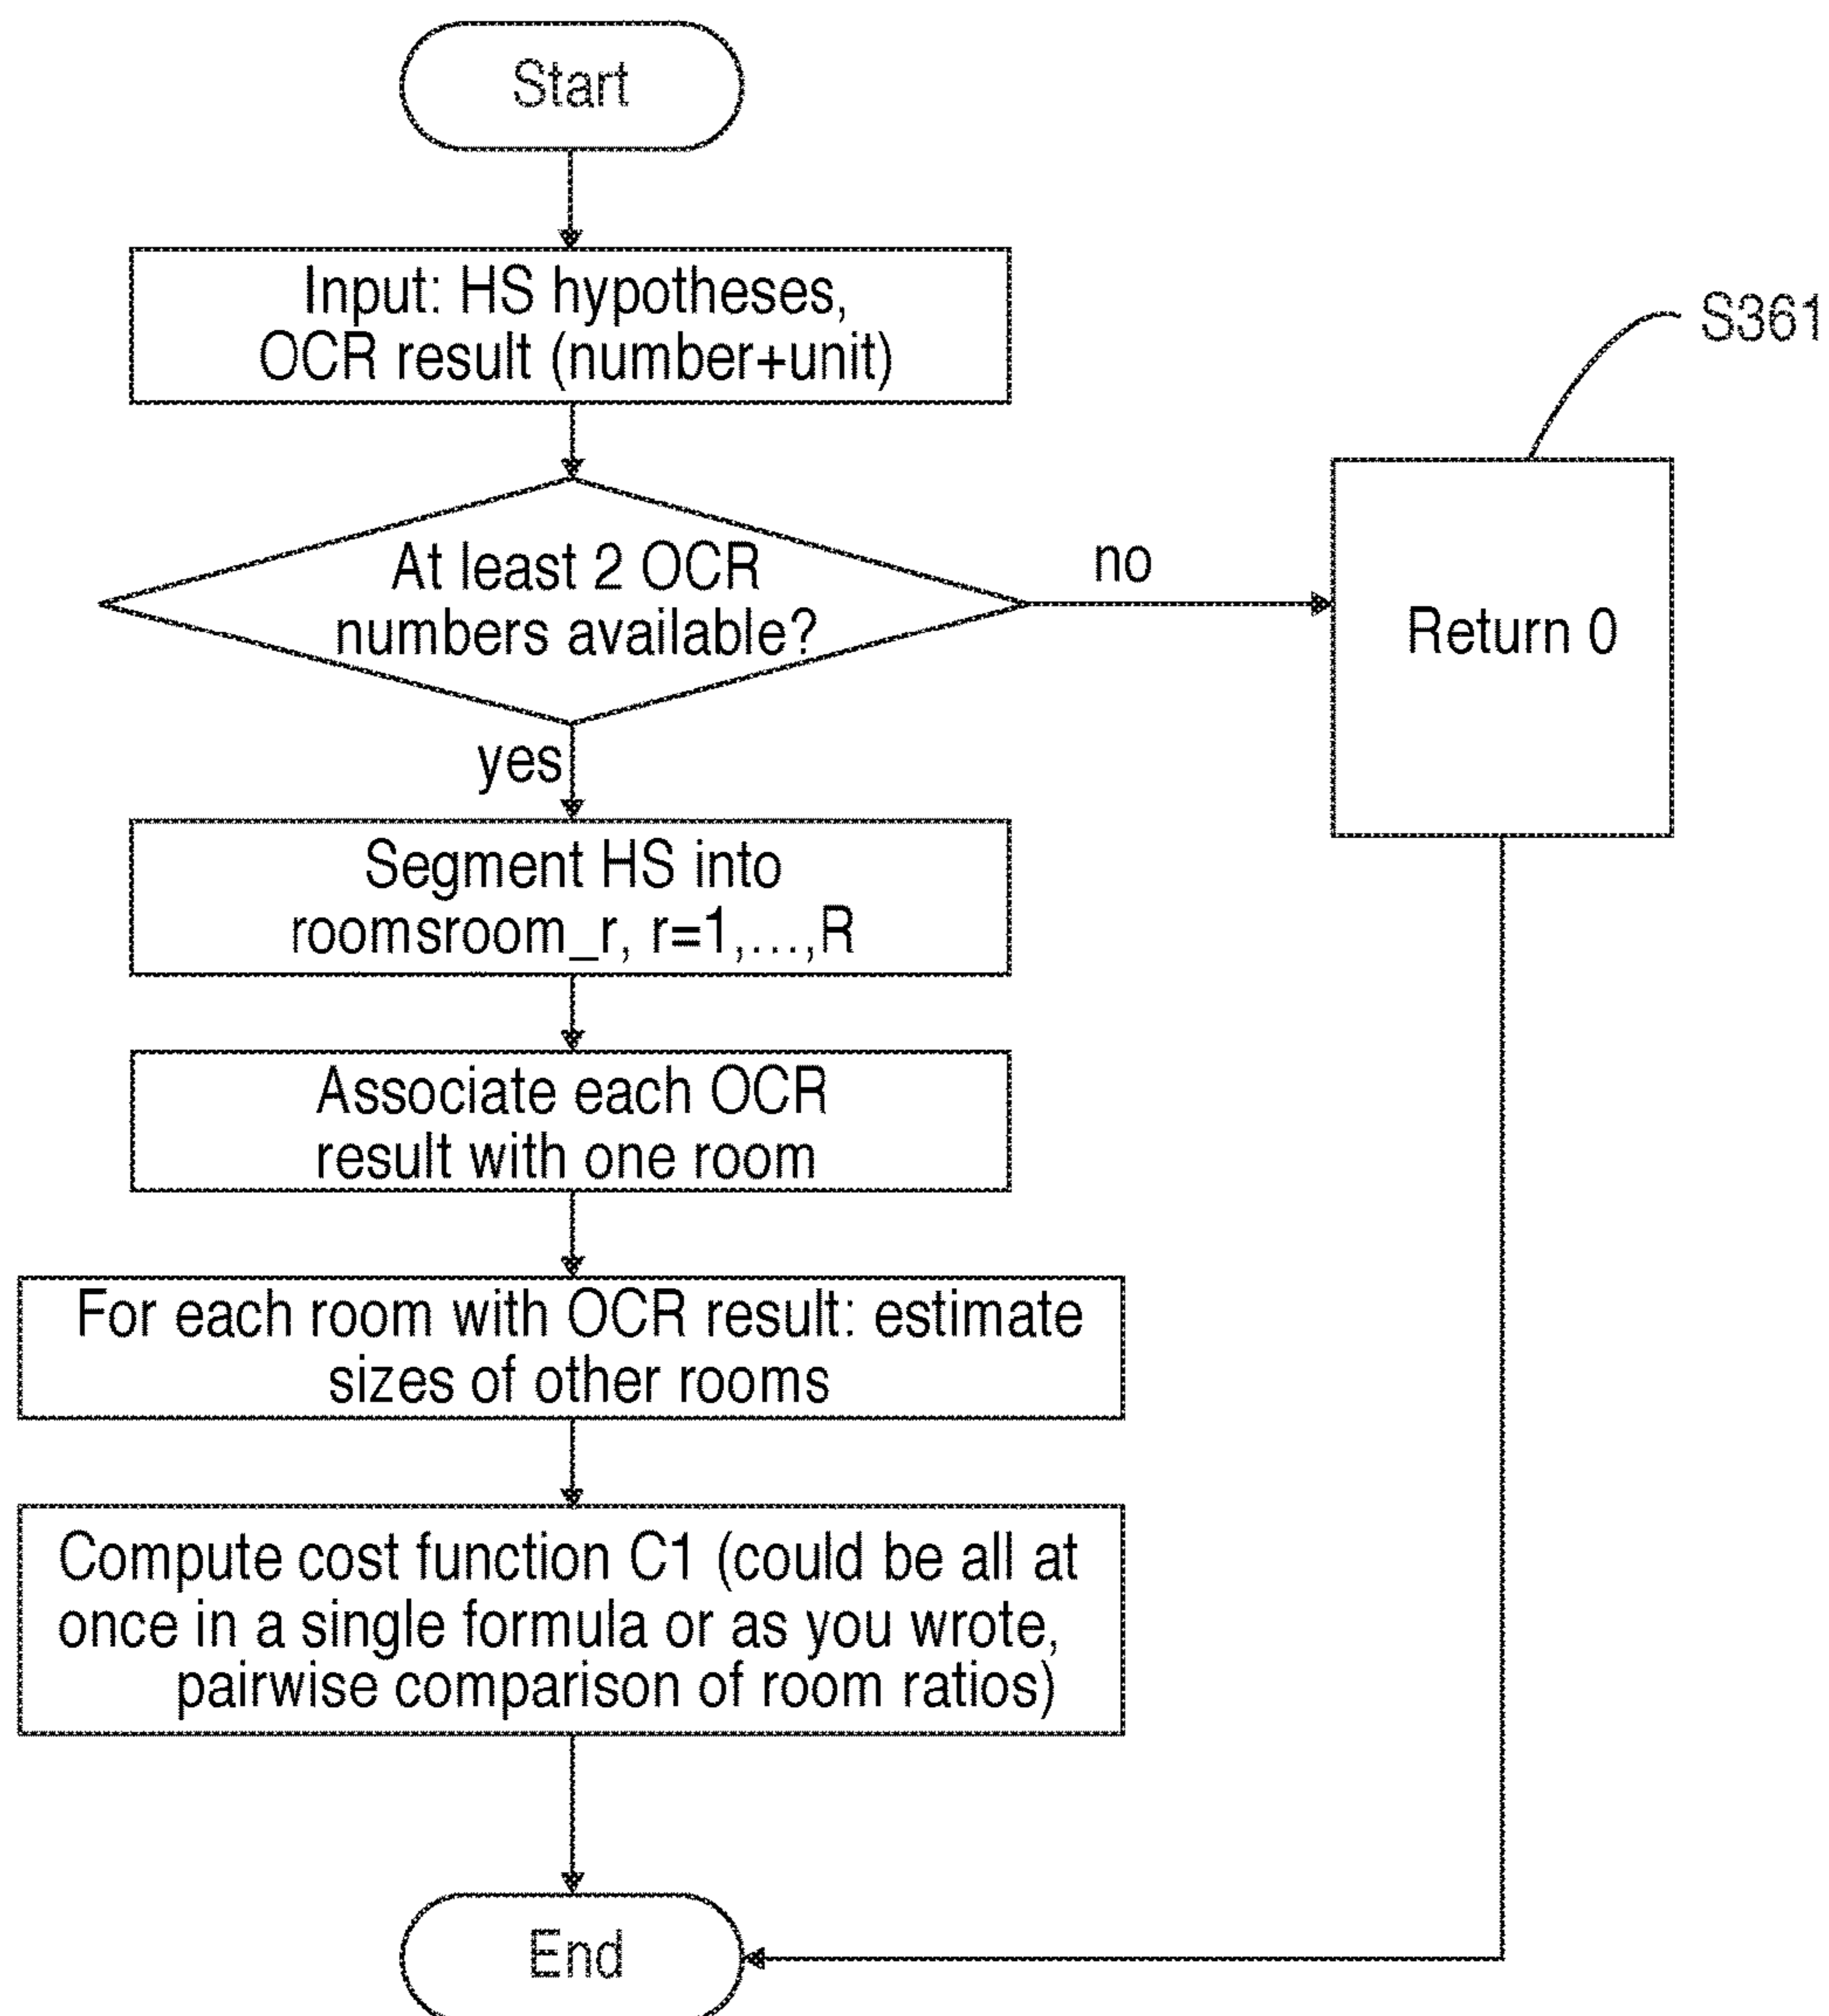 Start
Input: HS hypotheses,
OCR result (number+unit)
S361
At least 2 OCR
numbers available?
no
Return 0
yes
Segment HS into
roomsroom_r, r=1,...,R
Associate each OCR
result with one room
For each room with OCR result: estimate
sizes of other rooms
Compute cost function C1 (could be all at
once in a single formula or as you wrote,
pairwise comparison of room ratios)
End